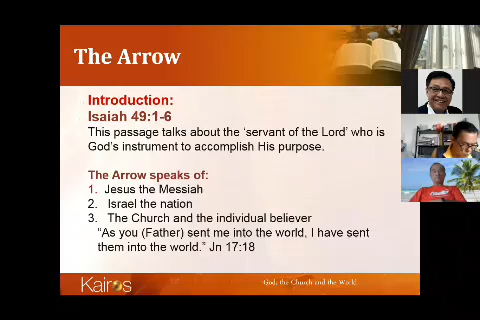 The Arrow
Introduction:
Isaiah 49:1-6
This passage talks about the ‘servant of the Lord’ who is
God’s instrument to accomplish His purpose.
The Arrow speaks of:
1. Jesus the Messiah
2. Israel the nation
3. The Church and the individual believer
“As you (Father) sent me into the world, I have sent
them into the world.” Jn 17:18
Kairos
God, the Church and the World